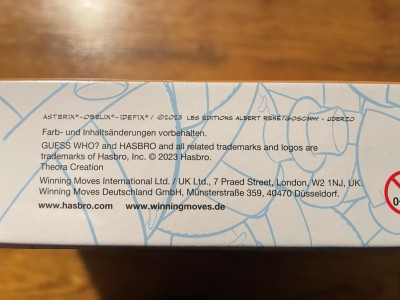 ASTERIX®-OBELIX®-IDEFIX® / ©2023 LES ÉDITIONS ALBERT RENÉ/GOSCINNY - UDERZO
Farb- und Inhaltsänderungen vorbehalten.
GUESS WHO? and HASBRO and all related trademarks and logos are
trademarks of Hasbro, Inc. © 2023 Hasbro.
Theora Creation
Winning Moves International Ltd. / UK Ltd., 7 Praed Street, London, W2 1NJ, UK.
Winning Moves Deutschland GmbH, Münsterstraße 359, 40470 Düsseldorf.
www.hasbro.com www.winningmoves.de
0-